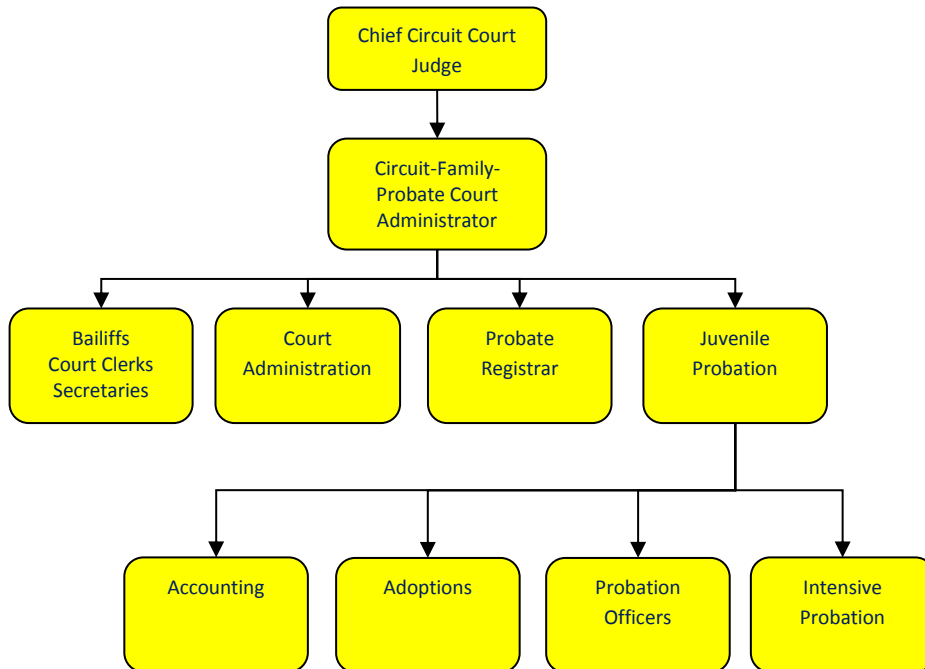 Chief Circuit Court
Judge
Circuit-Family-
Probate Court
Administrator
Bailiffs
Court Clerks
Secretaries
Court
Administration
Probate
Registrar
Juvenile
Probation
Accounting
Adoptions
Probation
Officers
Intensive
Probation